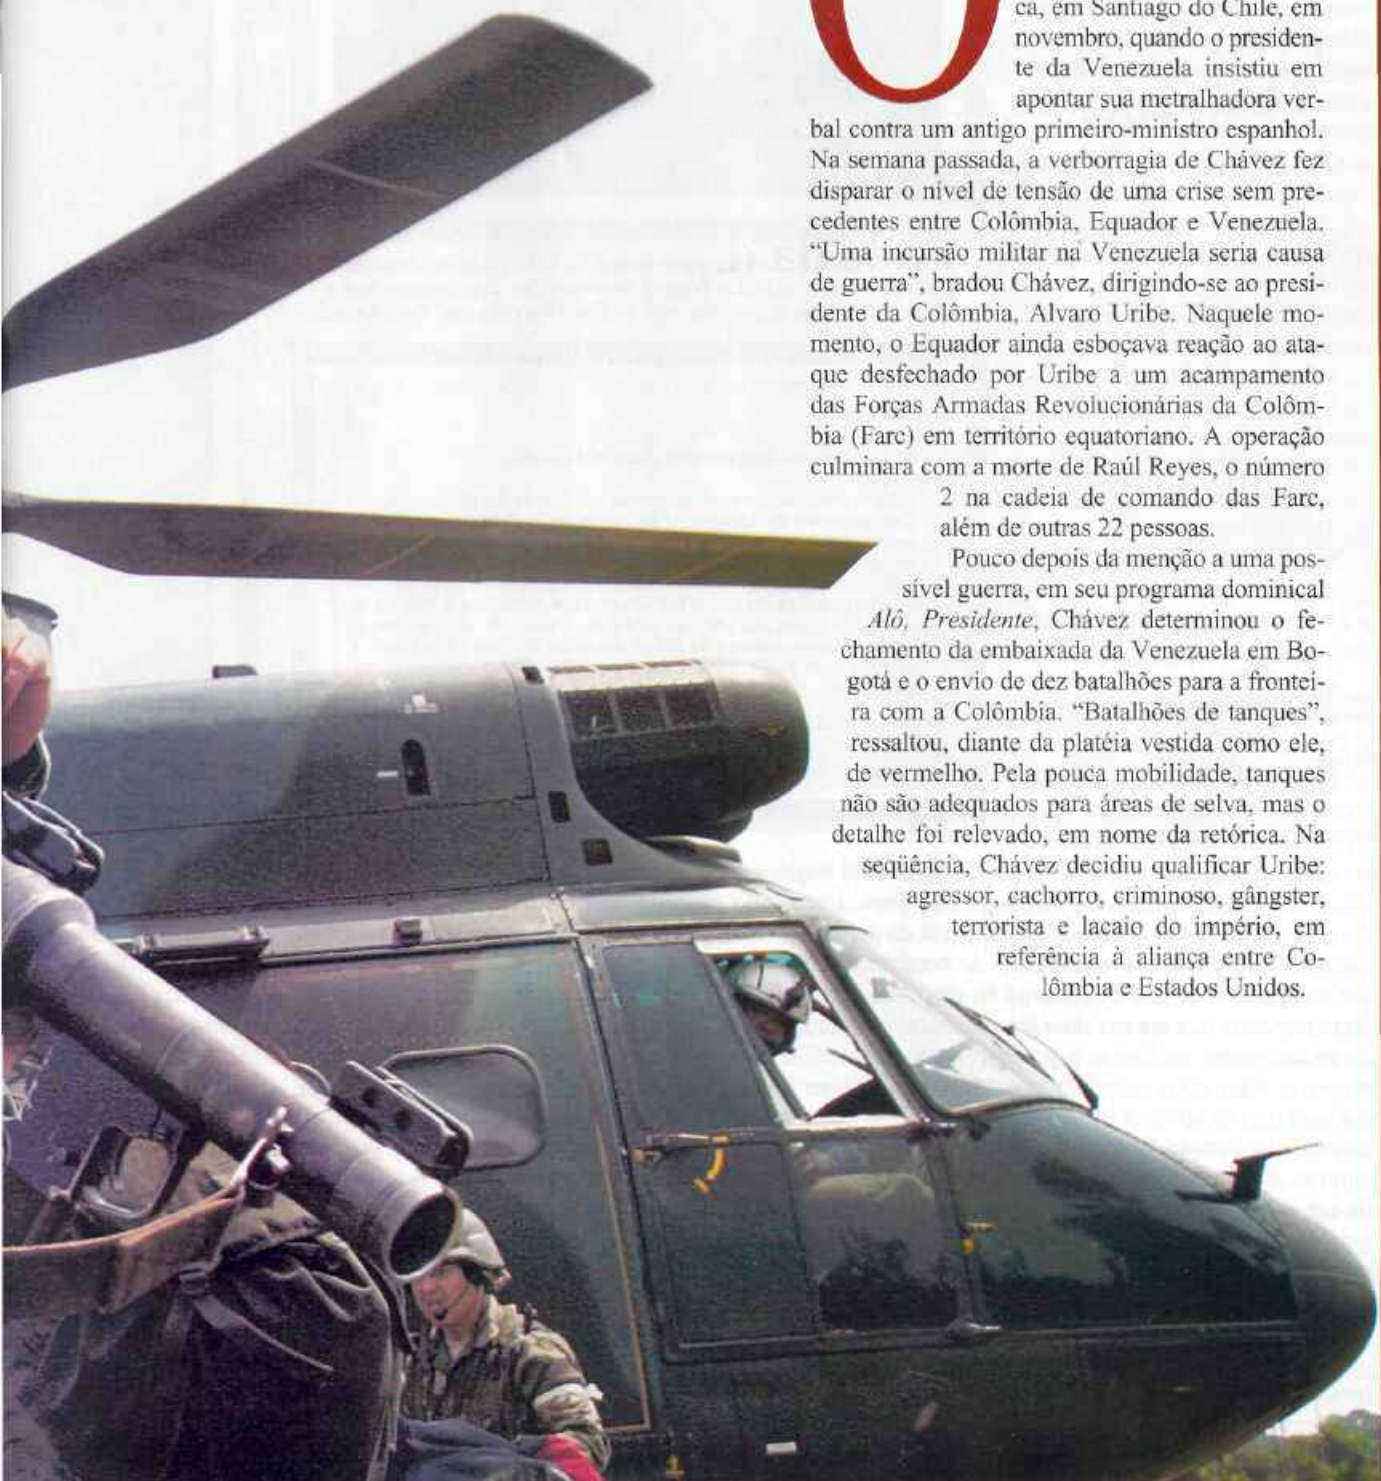 O
ca, em Santiago do Chile, em
novembro, quando o presiden-
te da Venezuela insistiu em
apontar sua metralhadora ver-
bal contra um antigo primeiro-ministro espanhol.
Na semana passada, a verborragia de Chávez fez
disparar o nível de tensão de uma crise sem pre-
cedentes entre Colômbia, Equador e Venezuela.
“Uma incursão militar na Venezuela seria causa
de guerra”, bradou Chávez, dirigindo-se ao presi-
dente da Colômbia, Alvaro Uribe. Naquele mo-
mento, o Equador ainda esboçava reação ao ata-
que desfechado por Uribe a um acampamento
das Forças Armadas Revolucionárias da Colôm-
bia (Farc) em território equatoriano. A operação
culminara com a morte de Raúl Reyes, o número
2 na cadeia de comando das Farc,
além de outras 22 pessoas.
Pouco depois da menção a uma pos-
sível guerra, em seu programa dominical
Alô, Presidente, Chávez determinou o fe-
chamento da embaixada da Venezuela em Bo-
gotá e o envio de dez batalhões para a frontei-
ra com a Colômbia. “Batalhões de tanques”,
ressaltou, diante da platéia vestida como ele,
de vermelho. Pela pouca mobilidade, tanques
não são adequados para áreas de selva, mas o
detalhe foi relevado, em nome da retórica. Na
seqüência, Chávez decidiu qualificar Uribe:
agressor, cachorro, criminoso, gângster,
terrorista e lacaio do império, em
referência à aliança entre Co-
lômbia e Estados Unidos.